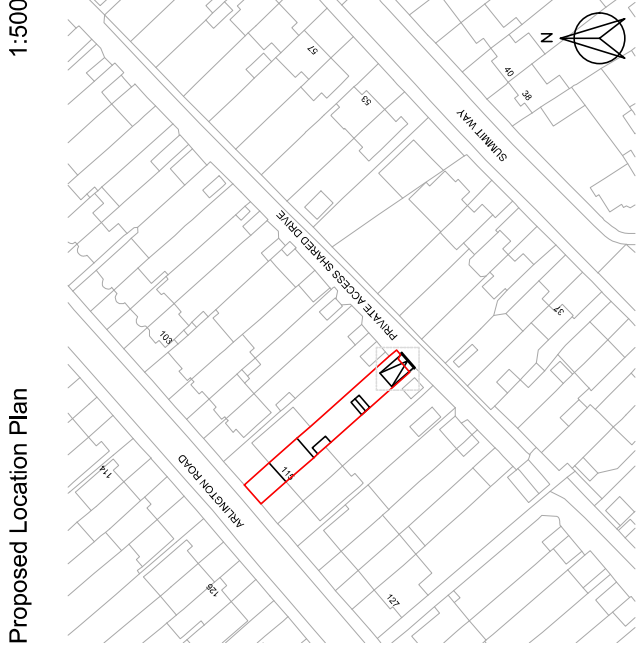 Proposed Location Plan
1:500
N
57
53
40
38
SUMMIT WAY
PRIVATE ACCESS SHARED DRIVE
103
37
ARLINGTON ROAD
114
115
126
127